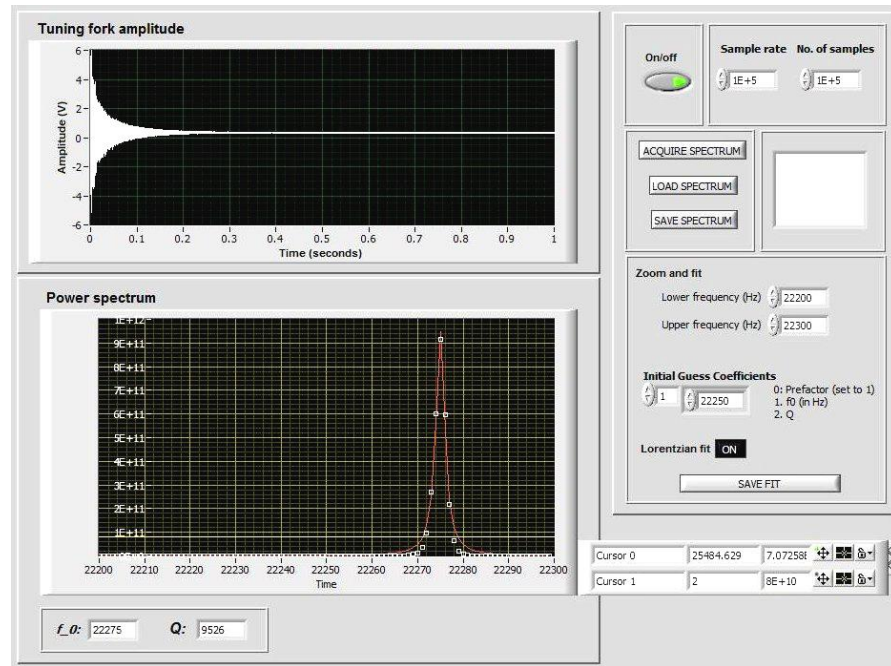 Tuning fork amplitude
6
4
2
0
-2
-4
-6
Amplitude (V)
0 0.1 0.2 0.3 0.4 0.5 0.6 0.7 0.8 0.9 1
Time (seconds)
Power spectrum
1E+12
9E+11
8E+11
7E+11
6E+11
5E+11
4E+11
3E+11
2E+11
1E+11
22200 22210 22220 22230 22240 22250 22260 22270 22280 22290 22300
Time
f_0: 22275 Q: 9526
On/off
Sample rate No. of samples
1E+5 1E+5
ACQUIRE SPECTRUM
LOAD SPECTRUM
SAVE SPECTRUM
Zoom and fit
Lower frequency (Hz) 22200
Upper frequency (Hz) 22300
Initial Guess Coefficients
1 22250
0: Prefactor (set to 1)
1. f0 (in Hz)
2. Q
Lorentzian fit ON
SAVE FIT
Cursor 0 25484.629
Cursor 1 2 8E+10